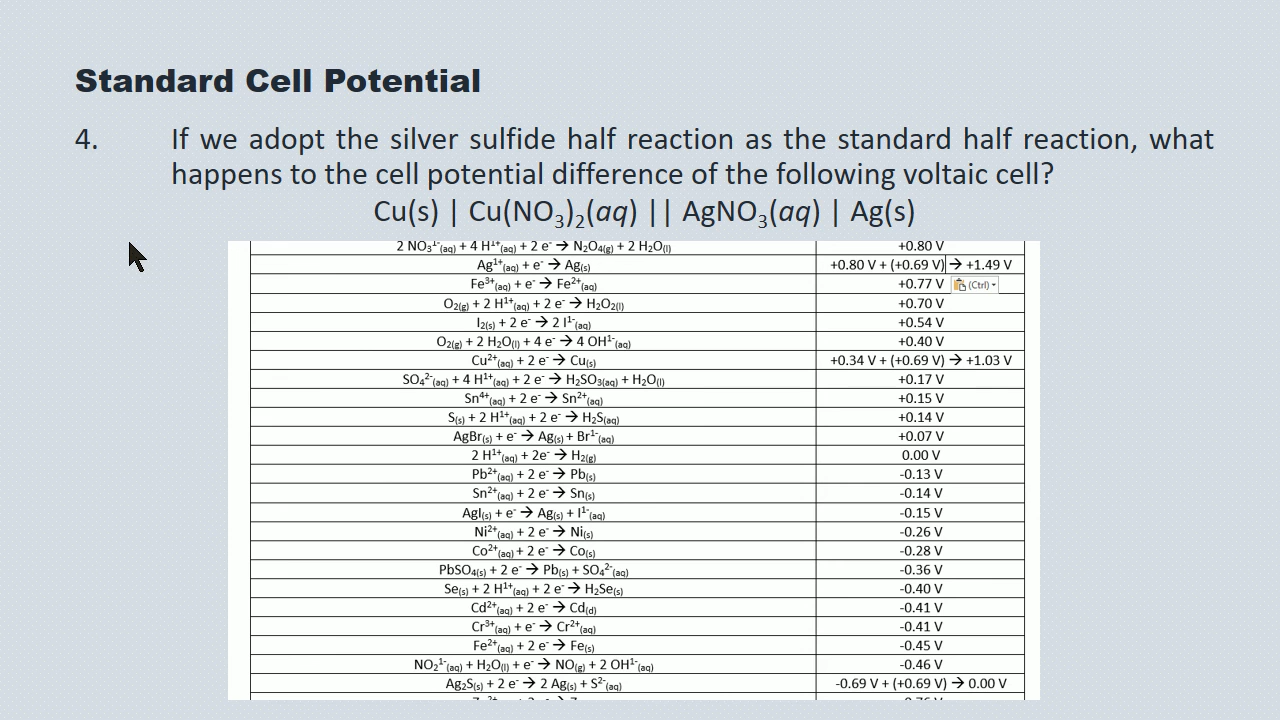 Standard Cell Potential
4. If we adopt the silver sulfide half reaction as the standard half reaction, what
happens to the cell potential difference of the following voltaic cell?
Cu(s) | Cu(NO₃)₂(aq) || AgNO₃(aq) | Ag(s)
2 NO₃¹⁻(aq) + 4 H¹⁺(aq) + 2 e⁻ → N₂O₄(g) + 2 H₂O(l) +0.80 V
Ag¹⁺(aq) + e⁻ → Ag(s) +0.80 V + (+0.69 V) → +1.49 V
Fe³⁺(aq) + e⁻ → Fe²⁺(aq) +0.77 V (Ctrl)
O₂(g) + 2 H¹⁺(aq) + 2 e⁻ → H₂O₂(l) +0.70 V
I₂(s) + 2 e⁻ → 2 I¹⁻(aq) +0.54 V
O₂(g) + 2 H₂O(l) + 4 e⁻ → 4 OH¹⁻(aq) +0.40 V
Cu²⁺(aq) + 2 e⁻ → Cu(s) +0.34 V + (+0.69 V) → +1.03 V
SO₄²⁻(aq) + 4 H¹⁺(aq) + 2 e⁻ → H₂SO₃(aq) + H₂O(l) +0.17 V
Sn⁴⁺(aq) + 2 e⁻ → Sn²⁺(aq) +0.15 V
S(s) + 2 H¹⁺(aq) + 2 e⁻ → H₂S(aq) +0.14 V
AgBr(s) + e⁻ → Ag(s) + Br¹⁻(aq) +0.07 V
2 H¹⁺(aq) + 2e⁻ → H₂(g) 0.00 V
Pb²⁺(aq) + 2 e⁻ → Pb(s) -0.13 V
Sn²⁺(aq) + 2 e⁻ → Sn(s) -0.14 V
AgI(s) + e⁻ → Ag(s) + I¹⁻(aq) -0.15 V
Ni²⁺(aq) + 2 e⁻ → Ni(s) -0.26 V
Co²⁺(aq) + 2 e⁻ → Co(s) -0.28 V
PbSO₄(s) + 2 e⁻ → Pb(s) + SO₄²⁻(aq) -0.36 V
Se(s) + 2 H¹⁺(aq) + 2 e⁻ → H₂Se(s) -0.40 V
Cd²⁺(aq) + 2 e⁻ → Cd(d) -0.41 V
Cr³⁺(aq) + e⁻ → Cr²⁺(aq) -0.41 V
Fe²⁺(aq) + 2 e⁻ → Fe(s) -0.45 V
NO₂¹⁻(aq) + H₂O(l) + e⁻ → NO(g) + 2 OH¹⁻(aq) -0.46 V
Ag₂S(s) + 2 e⁻ → 2 Ag(s) + S²⁻(aq) -0.69 V + (+0.69 V) → 0.00 V